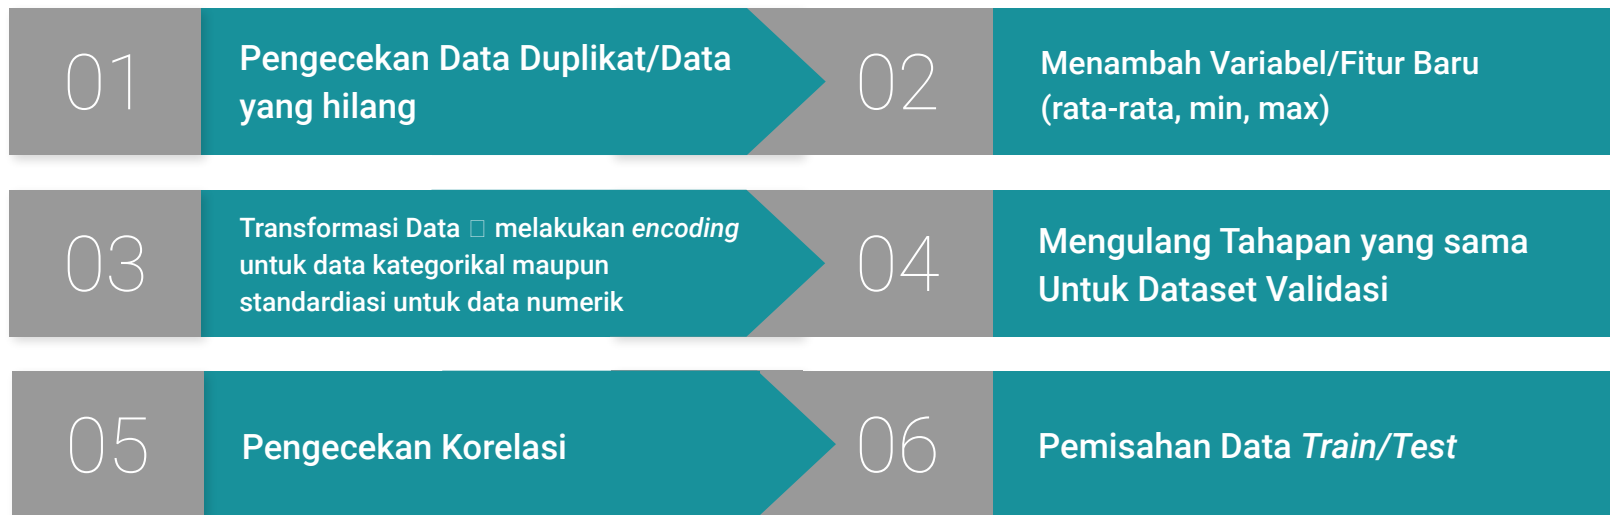 01
Pengecekan Data Duplikat/Data
yang hilang
02
Menambah Variabel/Fitur Baru
(rata-rata, min, max)
03
Transformasi Data □ melakukan encoding
untuk data kategorikal maupun
standardiasi untuk data numerik
04
Mengulang Tahapan yang sama
Untuk Dataset Validasi
05
Pengecekan Korelasi
06
Pemisahan Data Train/Test